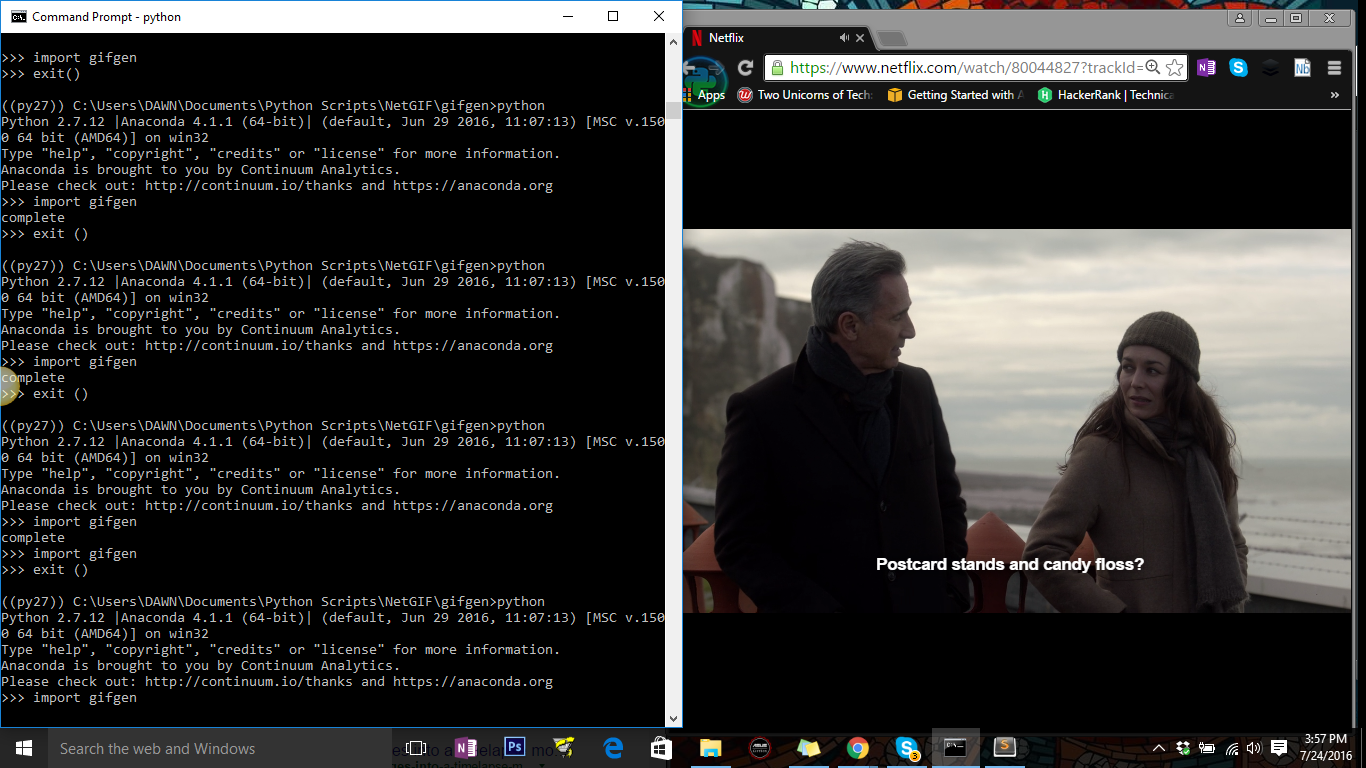 Command Prompt - python
>>> import gifgen
>>> exit()
((py27)) C:\Users\DAWN\Documents\Python Scripts\NetGIF\gifgen>python
Python 2.7.12 |Anaconda 4.1.1 (64-bit)| (default, Jun 29 2016, 11:07:13) [MSC v.150
0 64 bit (AMD64)] on win32
Type "help", "copyright", "credits" or "license" for more information.
Anaconda is brought to you by Continuum Analytics.
Please check out: http://continuum.io/thanks and https://anaconda.org
>>> import gifgen
complete
>>> exit ()
((py27)) C:\Users\DAWN\Documents\Python Scripts\NetGIF\gifgen>python
Python 2.7.12 |Anaconda 4.1.1 (64-bit)| (default, Jun 29 2016, 11:07:13) [MSC v.150
0 64 bit (AMD64)] on win32
Type "help", "copyright", "credits" or "license" for more information.
Anaconda is brought to you by Continuum Analytics.
Please check out: http://continuum.io/thanks and https://anaconda.org
>>> import gifgen
complete
>>> exit ()
((py27)) C:\Users\DAWN\Documents\Python Scripts\NetGIF\gifgen>python
Python 2.7.12 |Anaconda 4.1.1 (64-bit)| (default, Jun 29 2016, 11:07:13) [MSC v.150
0 64 bit (AMD64)] on win32
Type "help", "copyright", "credits" or "license" for more information.
Anaconda is brought to you by Continuum Analytics.
Please check out: http://continuum.io/thanks and https://anaconda.org
>>> import gifgen
complete
>>> import gifgen
>>> exit ()
((py27)) C:\Users\DAWN\Documents\Python Scripts\NetGIF\gifgen>python
Python 2.7.12 |Anaconda 4.1.1 (64-bit)| (default, Jun 29 2016, 11:07:13) [MSC v.150
0 64 bit (AMD64)] on win32
Type "help", "copyright", "credits" or "license" for more information.
Anaconda is brought to you by Continuum Analytics.
Please check out: http://continuum.io/thanks and https://anaconda.org
>>> import gifgen
Netflix
https://www.netflix.com/watch/80044827?trackId=
Apps Two Unicorns of Tech Getting Started with HackerRank | Technica
Postcard stands and candy floss?
Search the web and Windows
3:57 PM
7/24/2016